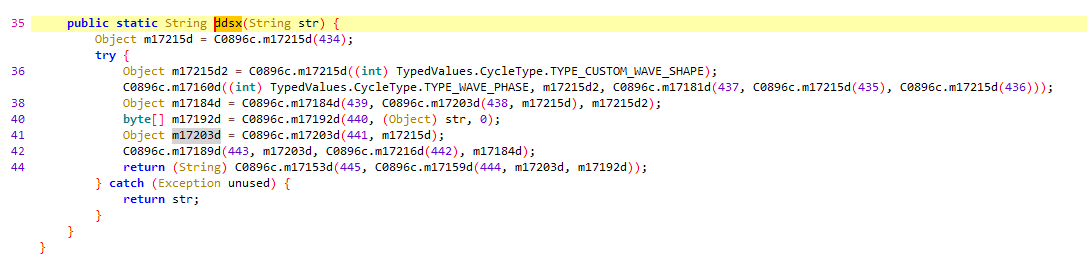 35 public static String ddsx(String str) {
Object m17215d = C0896c.m17215d(434);
try {
36 Object m17215d2 = C0896c.m17215d((int) TypedValues.CycleType.TYPE_CUSTOM_WAVE_SHAPE);
C0896c.m17160d((int) TypedValues.CycleType.TYPE_WAVE_PHASE, m17215d2, C0896c.m17181d(437, C0896c.m17215d(435), C0896c.m17215d(436)));
38 Object m17184d = C0896c.m17184d(439, C0896c.m17203d(438, m17215d), m17215d2);
40 byte[] m17192d = C0896c.m17192d(440, (Object) str, 0);
41 Object m17203d = C0896c.m17203d(441, m17215d);
42 C0896c.m17189d(443, m17203d, C0896c.m17216d(442), m17184d);
44 return (String) C0896c.m17153d(445, C0896c.m17159d(444, m17203d, m17192d));
} catch (Exception unused) {
return str;
}
}
}